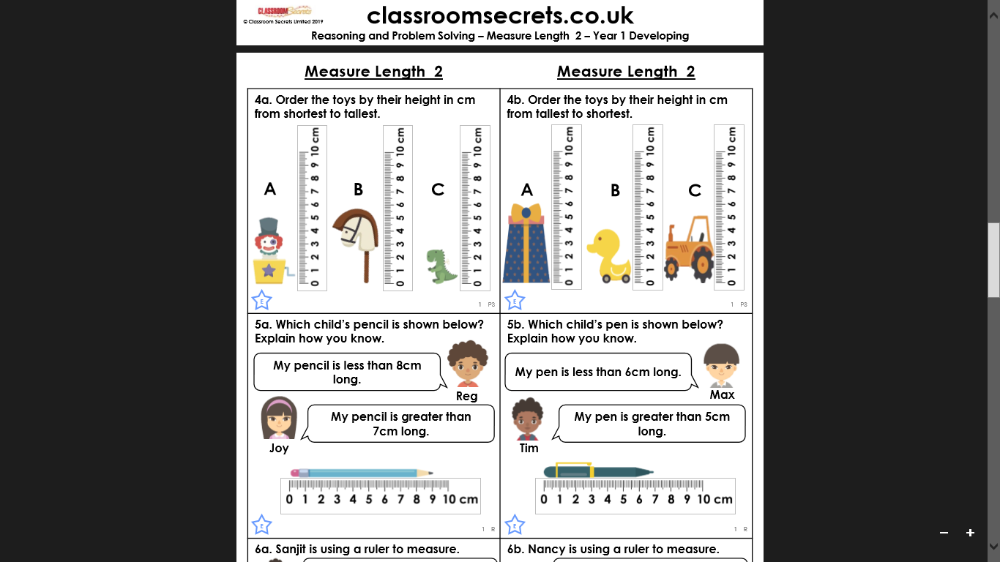 CLASSROOM Secrets
© Classroom Secrets Limited 2019
classroomsecrets.co.uk
Reasoning and Problem Solving – Measure Length 2 – Year 1 Developing
Measure Length 2
Measure Length 2
4a. Order the toys by their height in cm
from shortest to tallest.
A
0 1 2 3 4 5 6 7 8 9 10 cm
B
0 1 2 3 4 5 6 7 8 9 10 cm
C
0 1 2 3 4 5 6 7 8 9 10 cm
E
1 PS
4b. Order the toys by their height in cm
from tallest to shortest.
A
0 1 2 3 4 5 6 7 8 9 10 cm
B
0 1 2 3 4 5 6 7 8 9 10 cm
C
0 1 2 3 4 5 6 7 8 9 10 cm
E
1 PS
5a. Which child's pencil is shown below?
Explain how you know.
My pencil is less than 8cm
long.
Reg
My pencil is greater than
7cm long.
Joy
0 1 2 3 4 5 6 7 8 9 10 cm
E
1 R
5b. Which child's pen is shown below?
Explain how you know.
My pen is less than 6cm long.
Max
My pen is greater than 5cm
long.
Tim
0 1 2 3 4 5 6 7 8 9 10 cm
E
1 R
6a. Sanjit is using a ruler to measure.
6b. Nancy is using a ruler to measure.